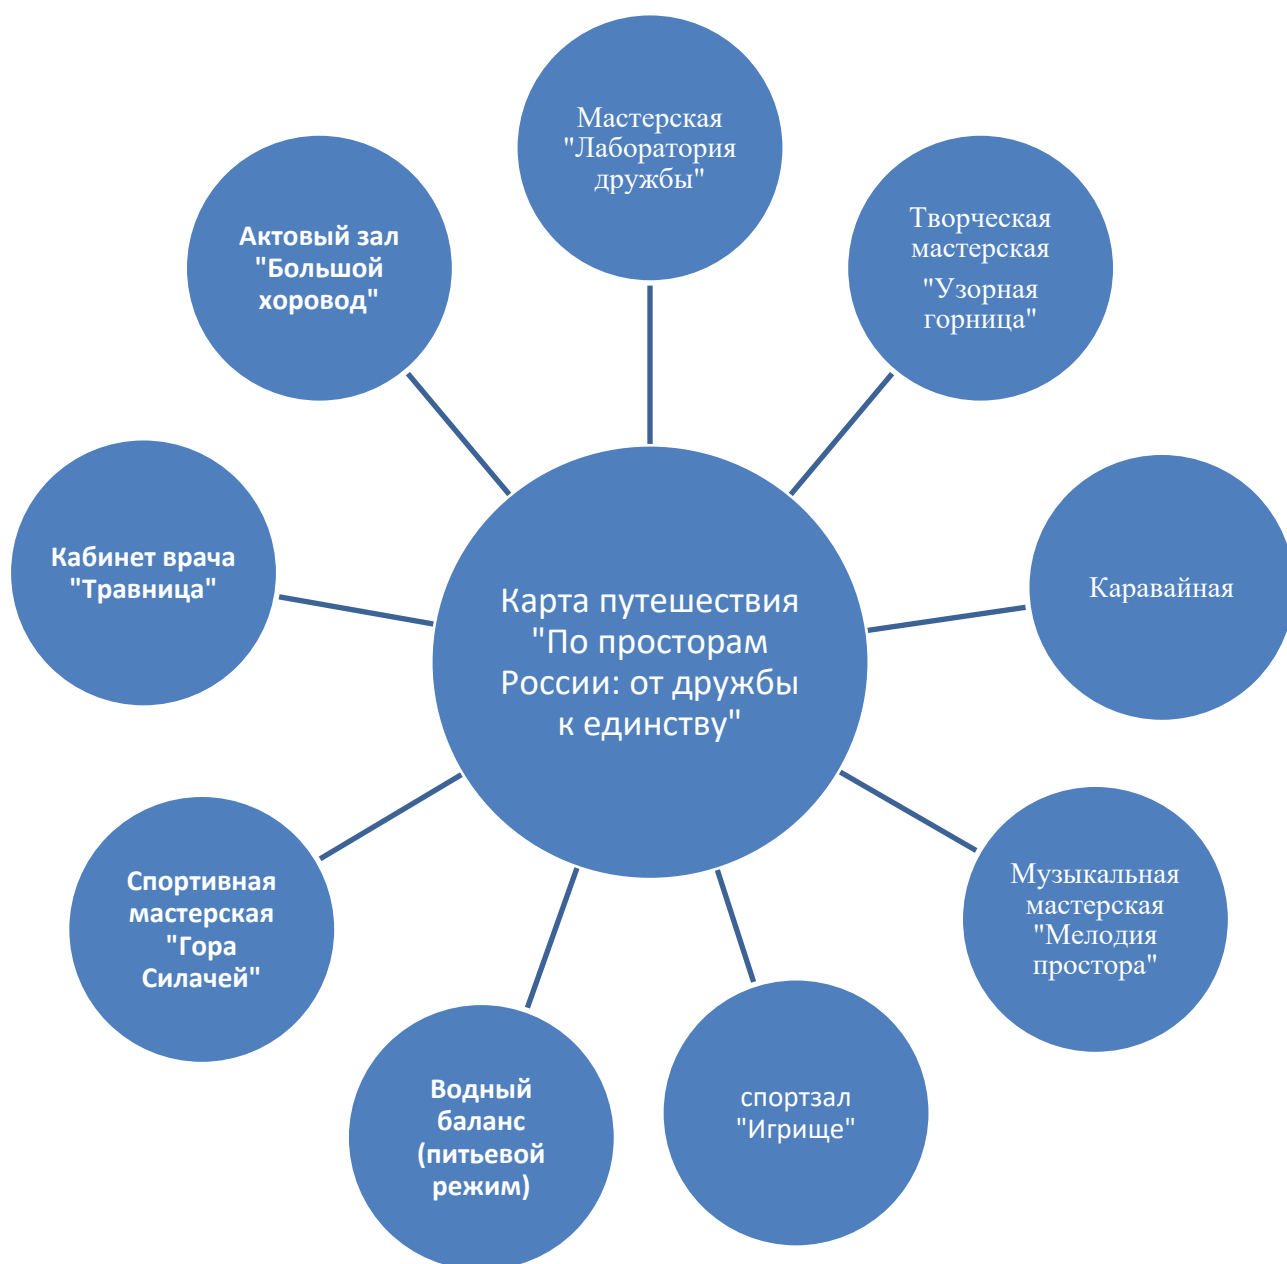 Мастерская
"Лаборатория
дружбы"
Творческая
мастерская
"Узорная
горница"
Каравайная
Музыкальная
мастерская
"Мелодия
простора"
спортзал
"Игрище"
Водный
баланс
(питьевой
режим)
Спортивная
мастерская
"Гора
Силачей"
Кабинет врача
"Травница"
Актовый зал
"Большой
хоровод"
Карта путешествия
"По просторам
России: от дружбы
к единству"